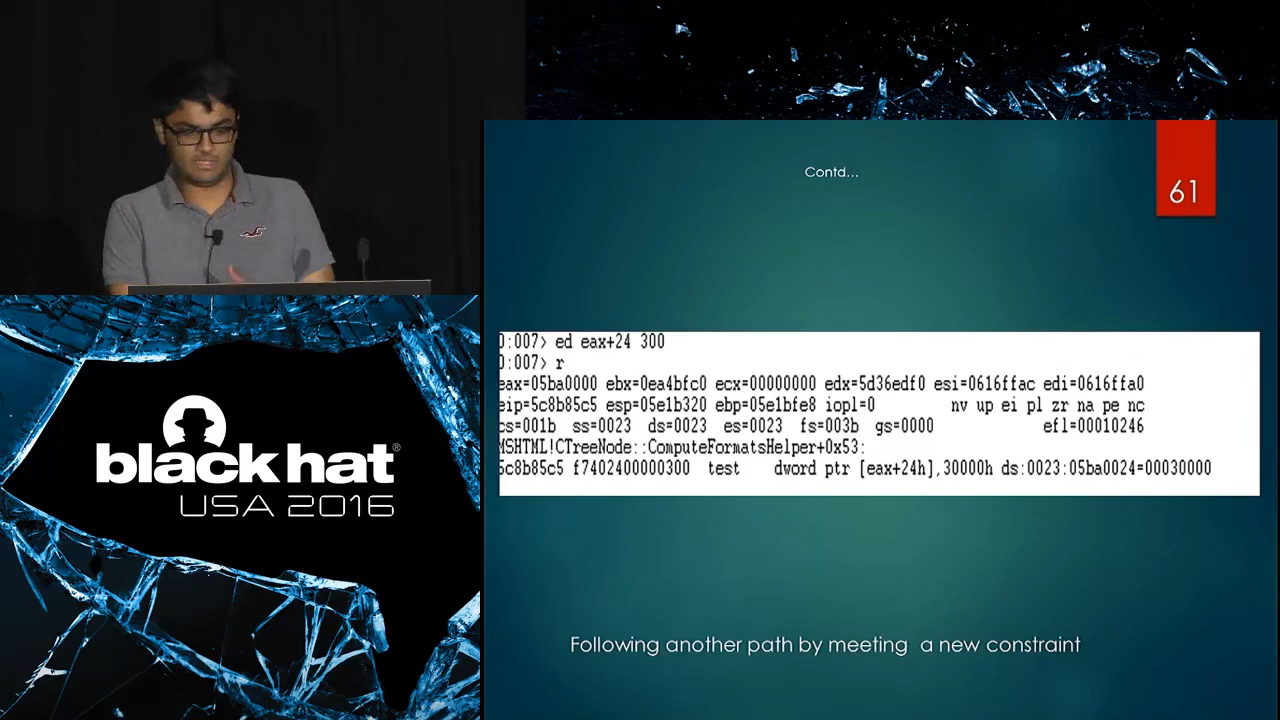 Contd...
61
0:007> ed eax+24 300
0:007> r
eax=05ba0000 ebx=0ea4bfc0 ecx=00000000 edx=5d36edf0 esi=0616ffac edi=0616ffa0
eip=5c8b85c5 esp=05e1b320 ebp=05e1bfe8 iopl=0 nv up ei pl zr na pe nc
cs=001b ss=0023 ds=0023 es=0023 fs=003b gs=0000 efl=00010246
MSHTML!CTreeNode::ComputeFormatsHelper+0x53:
5c8b85c5 f7402400000300 test dword ptr [eax+24h],30000h ds:0023:05ba0024=00030000
Following another path by meeting a new constraint
black hat®
USA 2016